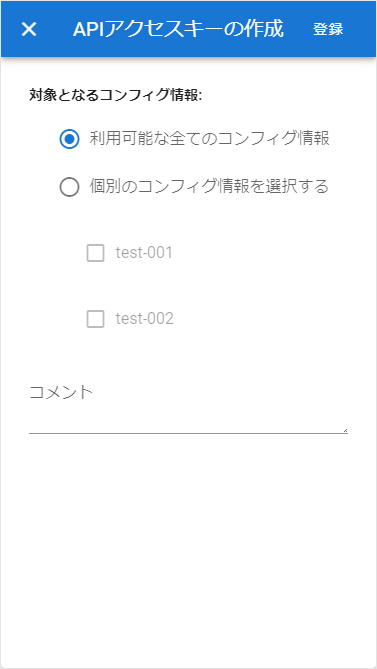 APIアクセスキーの作成 登録
対象となるコンフィグ情報:
利用可能な全てのコンフィグ情報
個別のコンフィグ情報を選択する
test-001
test-002
コメント